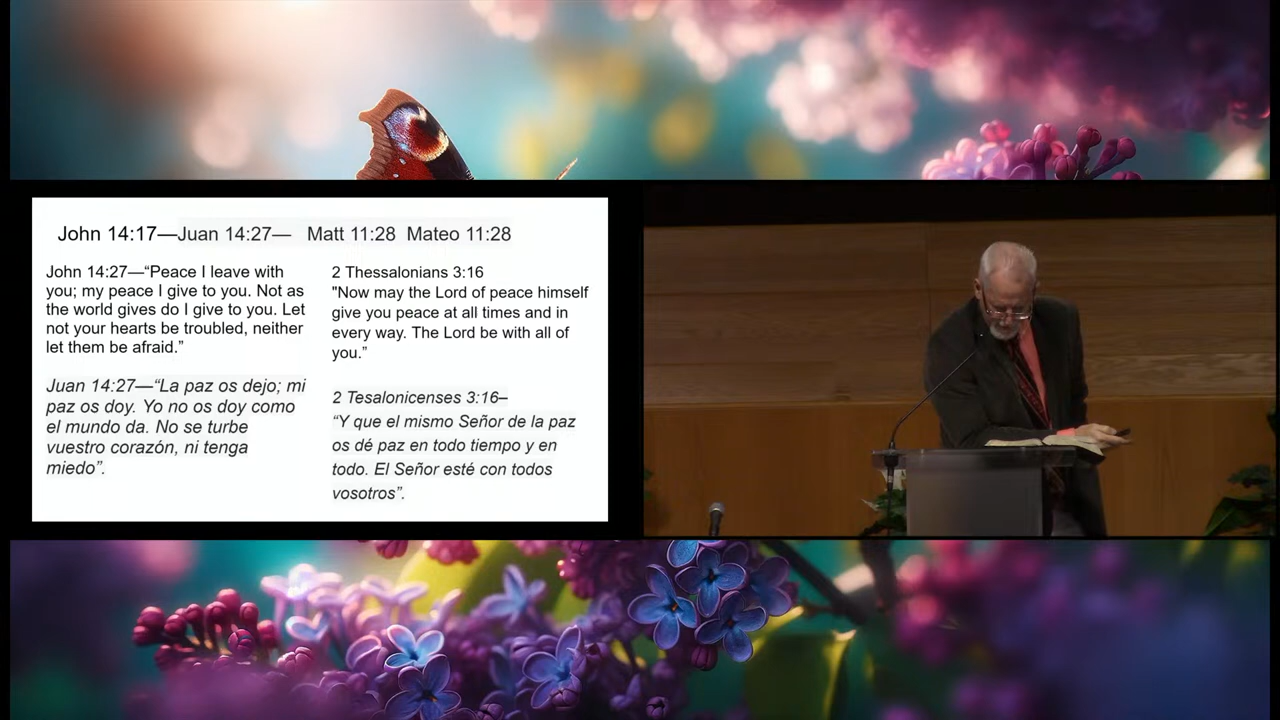 John 14:17—Juan 14:27— Matt 11:28 Mateo 11:28
John 14:27—“Peace I leave with
you; my peace I give to you. Not as
the world gives do I give to you. Let
not your hearts be troubled, neither
let them be afraid.”
Juan 14:27—“La paz os dejo; mi
paz os doy. Yo no os doy como
el mundo da. No se turbe
vuestro corazón, ni tenga
miedo”.
2 Thessalonians 3:16
"Now may the Lord of peace himself
give you peace at all times and in
every way. The Lord be with all of
you.”
2 Tesalonicenses 3:16–
“Y que el mismo Señor de la paz
os dé paz en todo tiempo y en
todo. El Señor esté con todos
vosotros”.